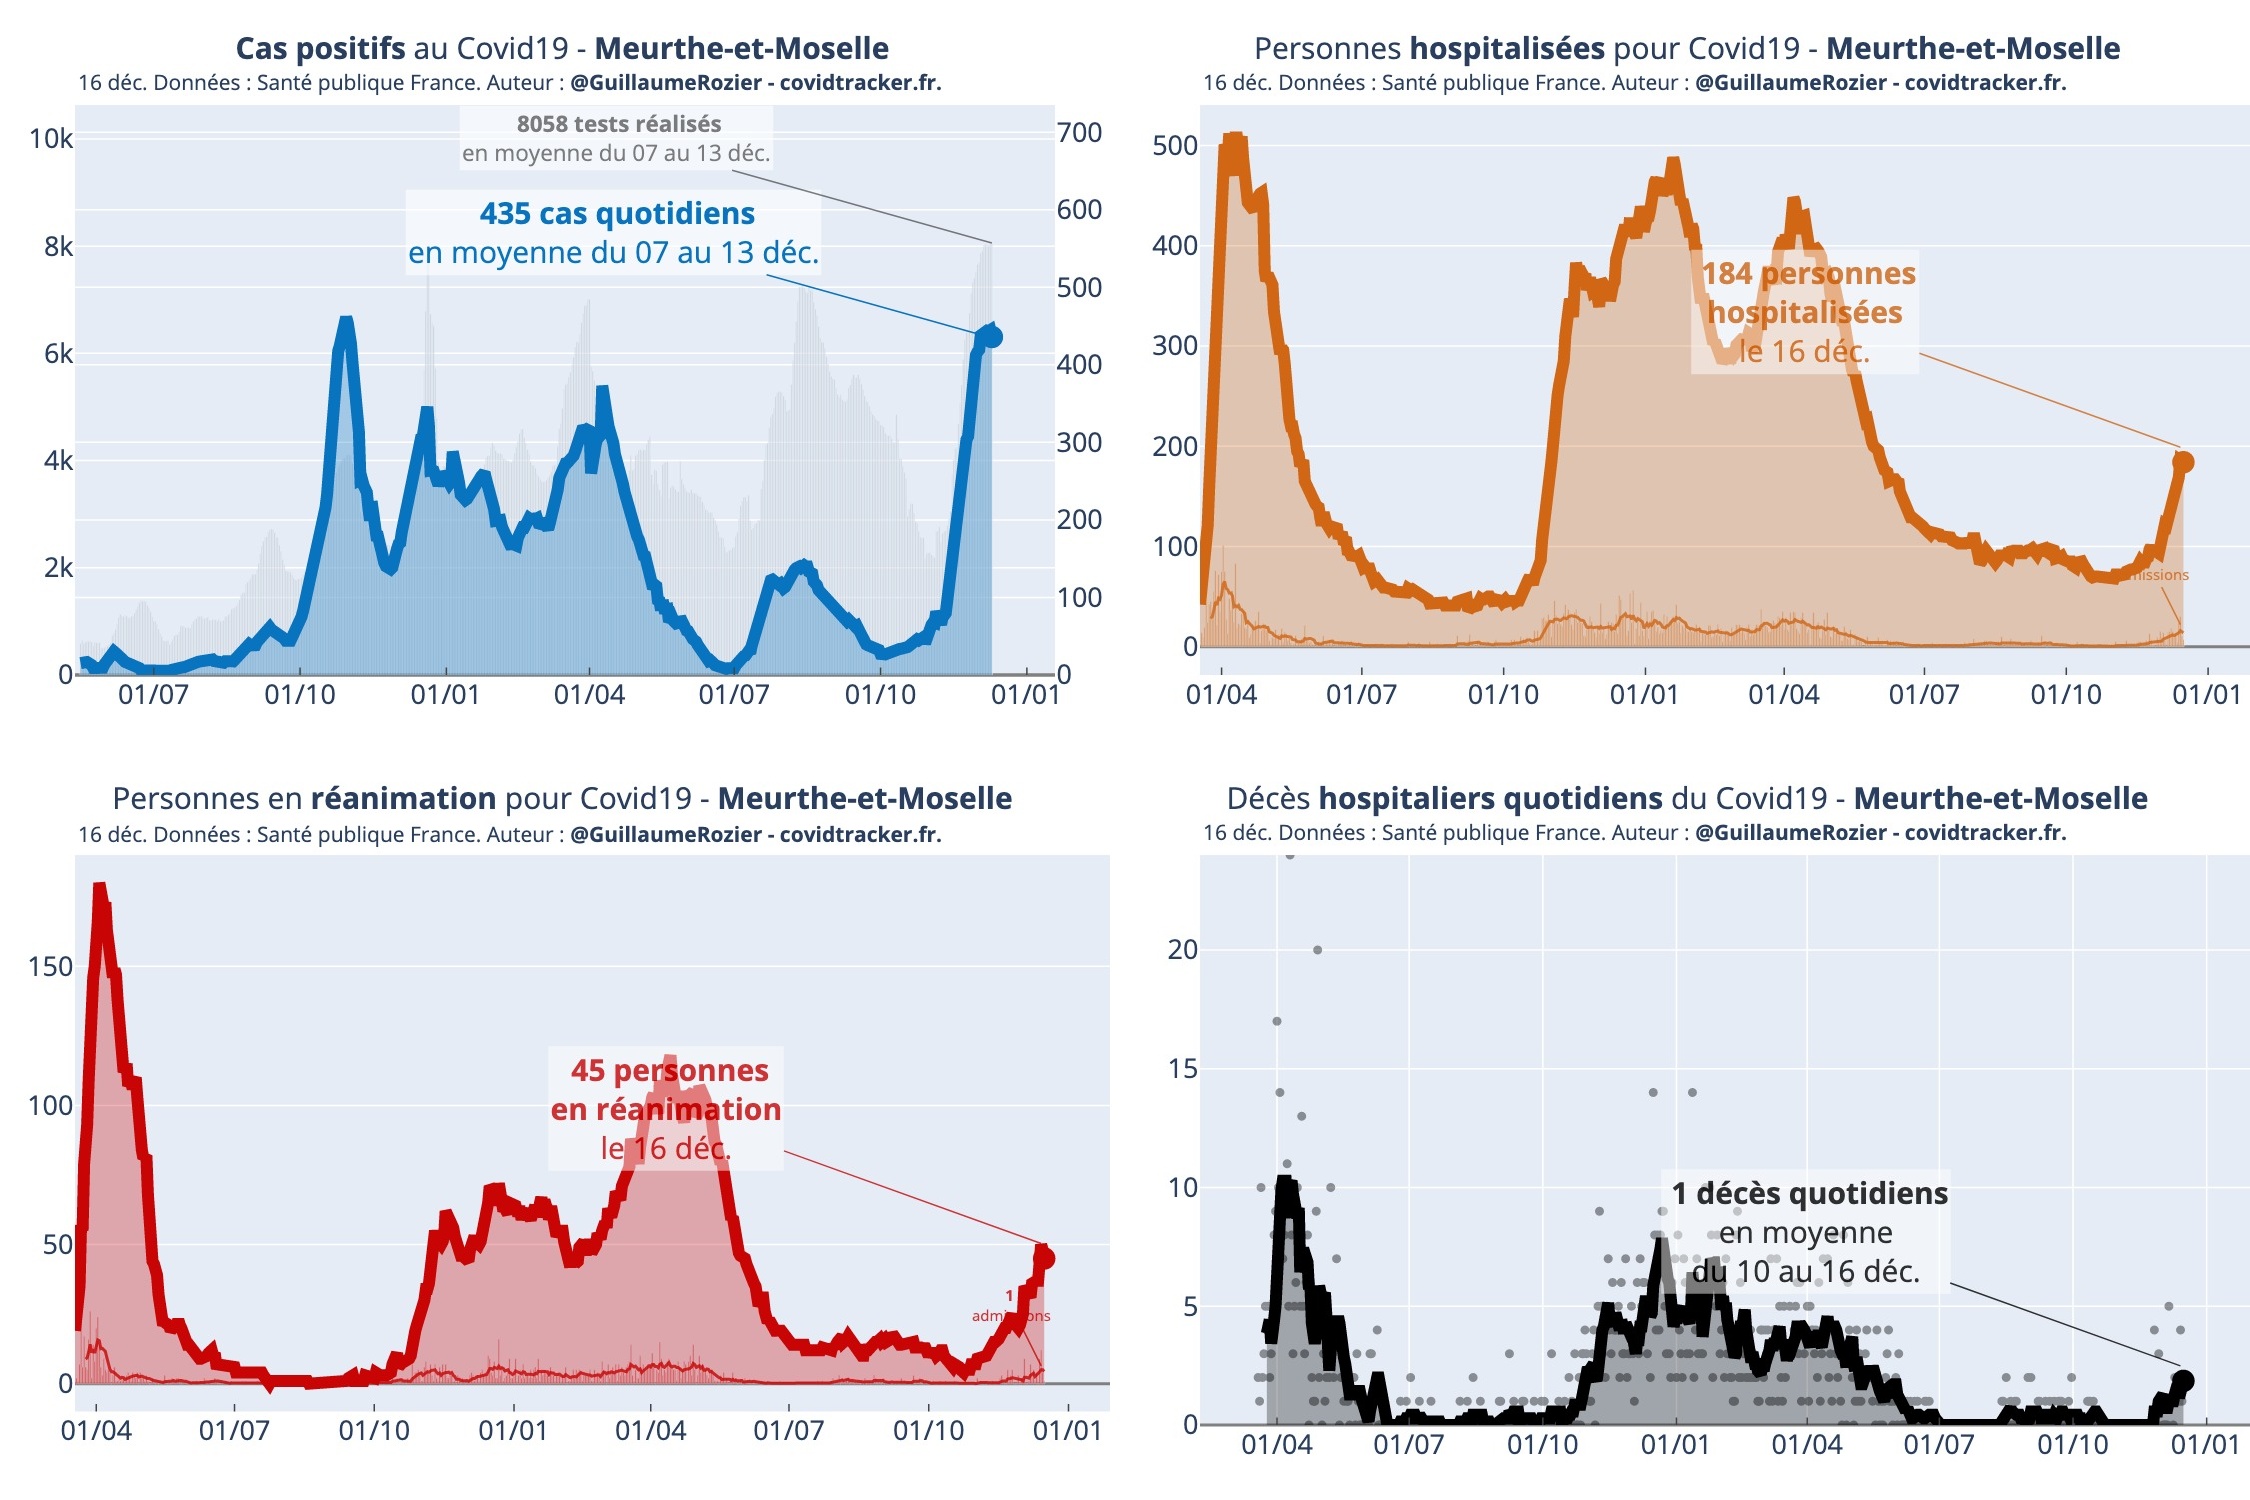 Cas positifs au Covid19 - Meurthe-et-Moselle
16 déc. Données : Santé publique France. Auteur : @GuillaumeRozier - covidtracker.fr.
8058 tests réalisés
en moyenne du 07 au 13 déc.
435 cas quotidiens
en moyenne du 07 au 13 déc.
10k
8k
6k
4k
2k
0
700
600
500
400
300
200
100
0
01/07 01/10 01/01 01/04 01/07 01/10 01/01
Personnes hospitalisées pour Covid19 - Meurthe-et-Moselle
16 déc. Données : Santé publique France. Auteur : @GuillaumeRozier - covidtracker.fr.
500
400
300
200
100
0
184 personnes
hospitalisées
le 16 déc.
01/04 01/07 01/10 01/01 01/04 01/07 01/10 01/01
Personnes en réanimation pour Covid19 - Meurthe-et-Moselle
16 déc. Données : Santé publique France. Auteur : @GuillaumeRozier - covidtracker.fr.
150
100
50
0
45 personnes
en réanimation
le 16 déc.
1
admissions
01/04 01/07 01/10 01/01 01/04 01/07 01/10 01/01
Décès hospitaliers quotidiens du Covid19 - Meurthe-et-Moselle
16 déc. Données : Santé publique France. Auteur : @GuillaumeRozier - covidtracker.fr.
20
15
10
5
0
1 décès quotidiens
en moyenne
du 10 au 16 déc.
01/04 01/07 01/10 01/01 01/04 01/07 01/10 01/01